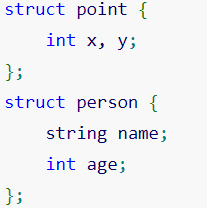 struct point {
    int x, y;
};
struct person {
    string name;
    int age;
};